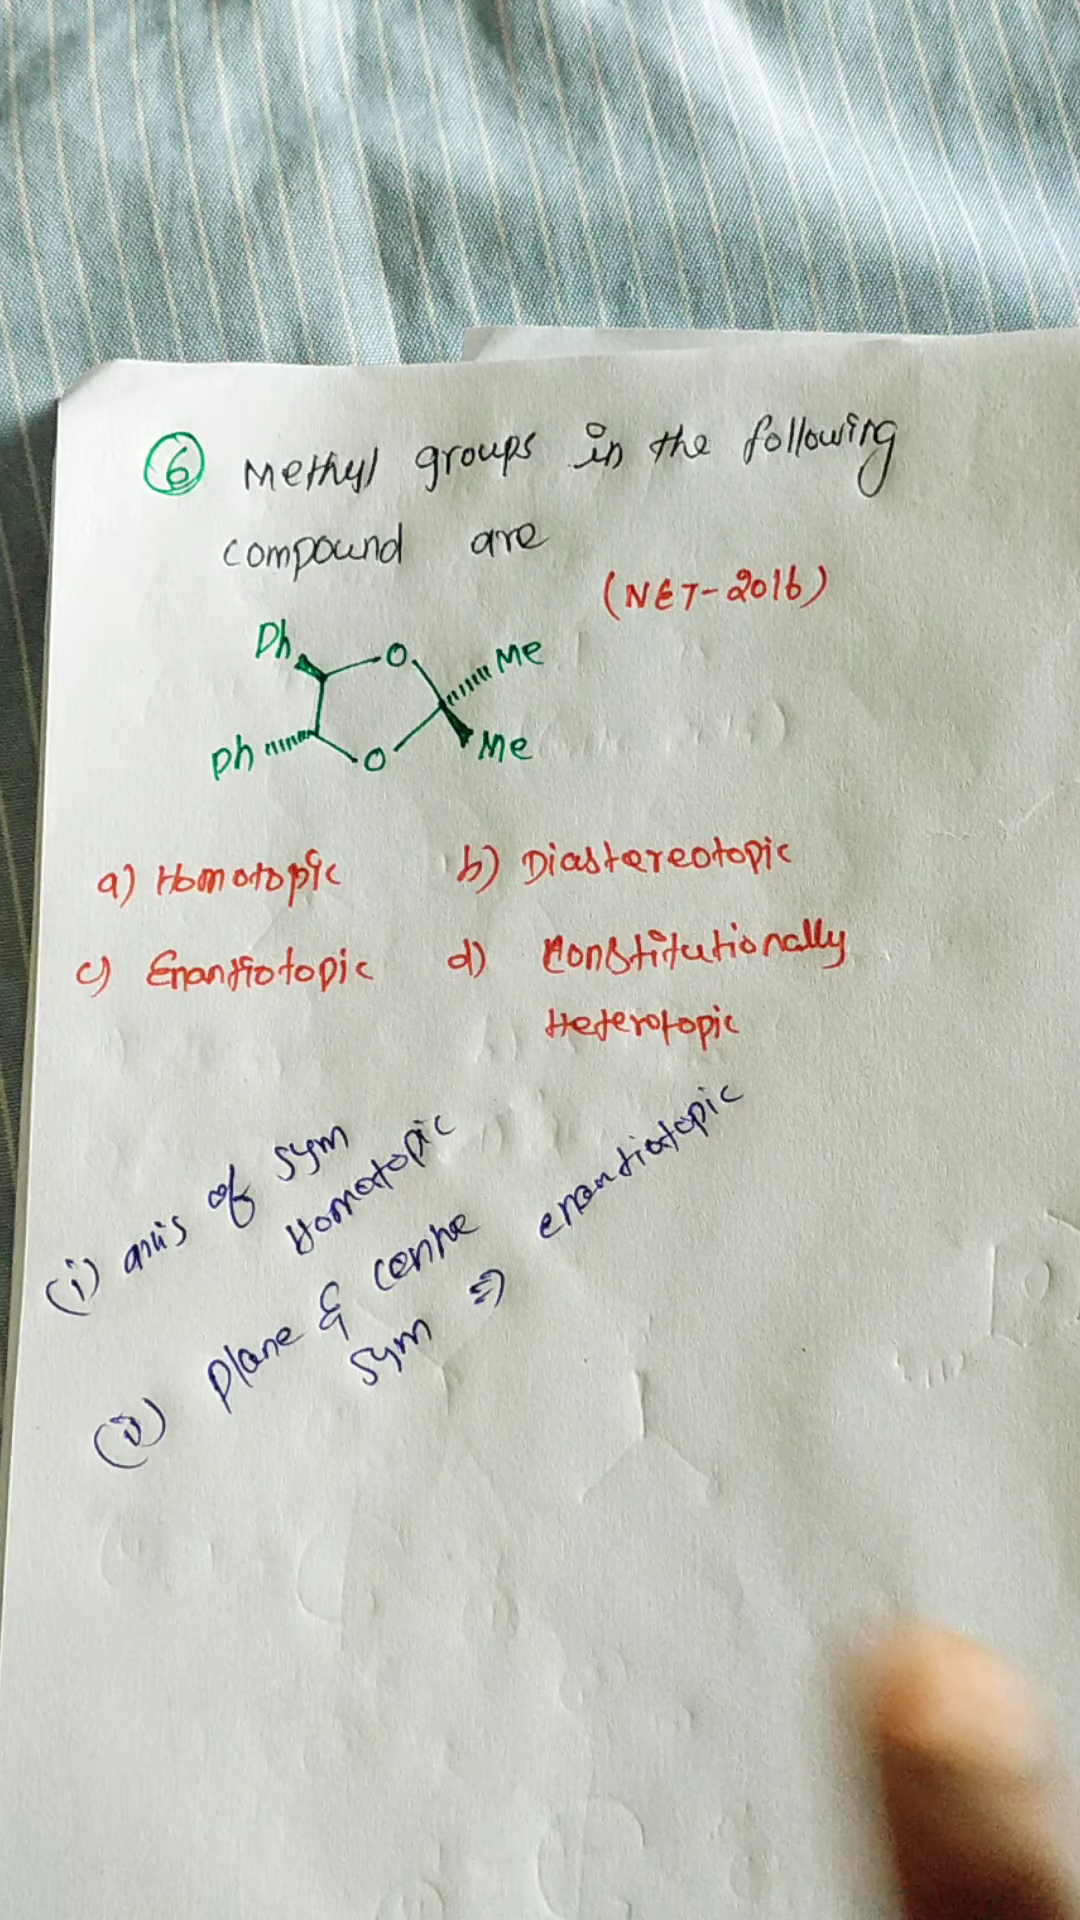 6 Methyl groups in the following
compound are
(NET-2016)
Ph O Me
Ph O Me
a) Homotopic b) Diastereotopic
c) Enantiotopic d) Constitutionally
Heterotopic
(i) axis of sym
Homotopic
(ii) plane & centre
sym ⇒ enantiotopic